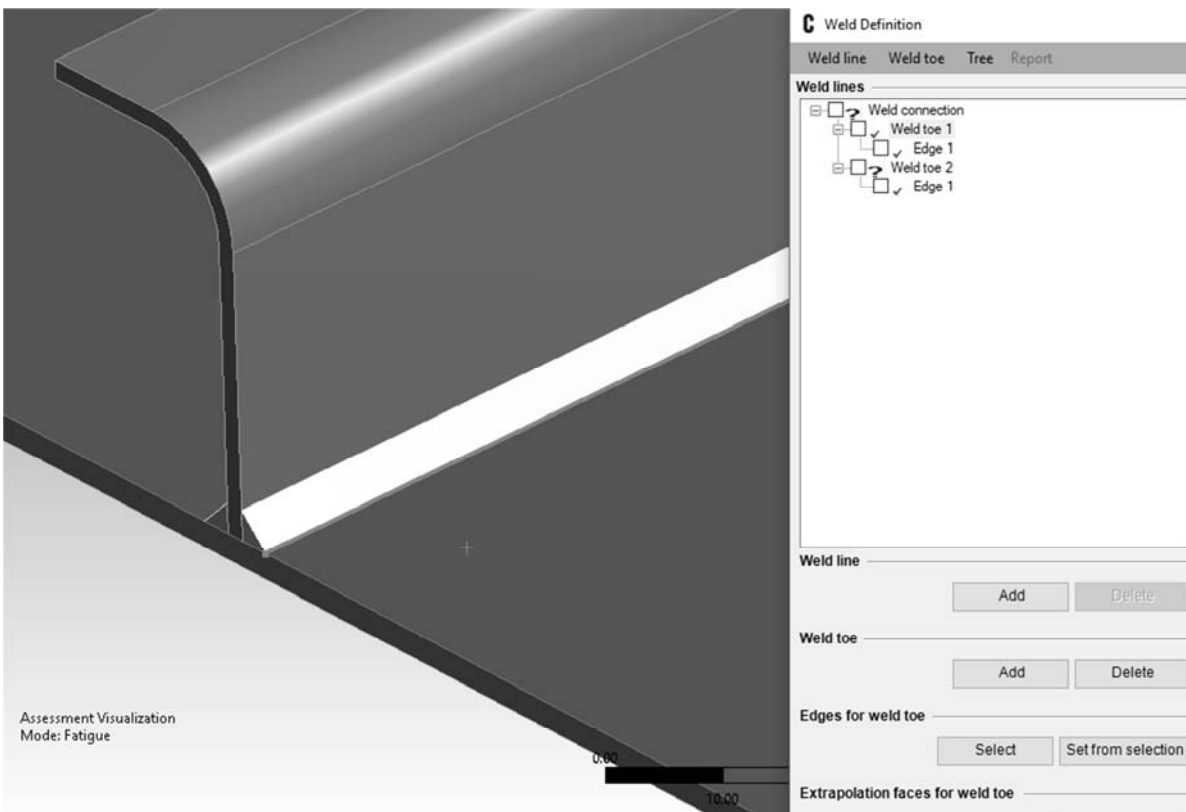 C Weld Definition
Weld line Weld toe Tree Report
Weld lines
Weld connection
Weld toe 1
Edge 1
Weld toe 2
Edge 1
Weld line
Add Delete
Weld toe
Add Delete
Edges for weld toe
Select Set from selection
Extrapolation faces for weld toe
Assessment Visualization
Mode: Fatigue
0.00
10.00